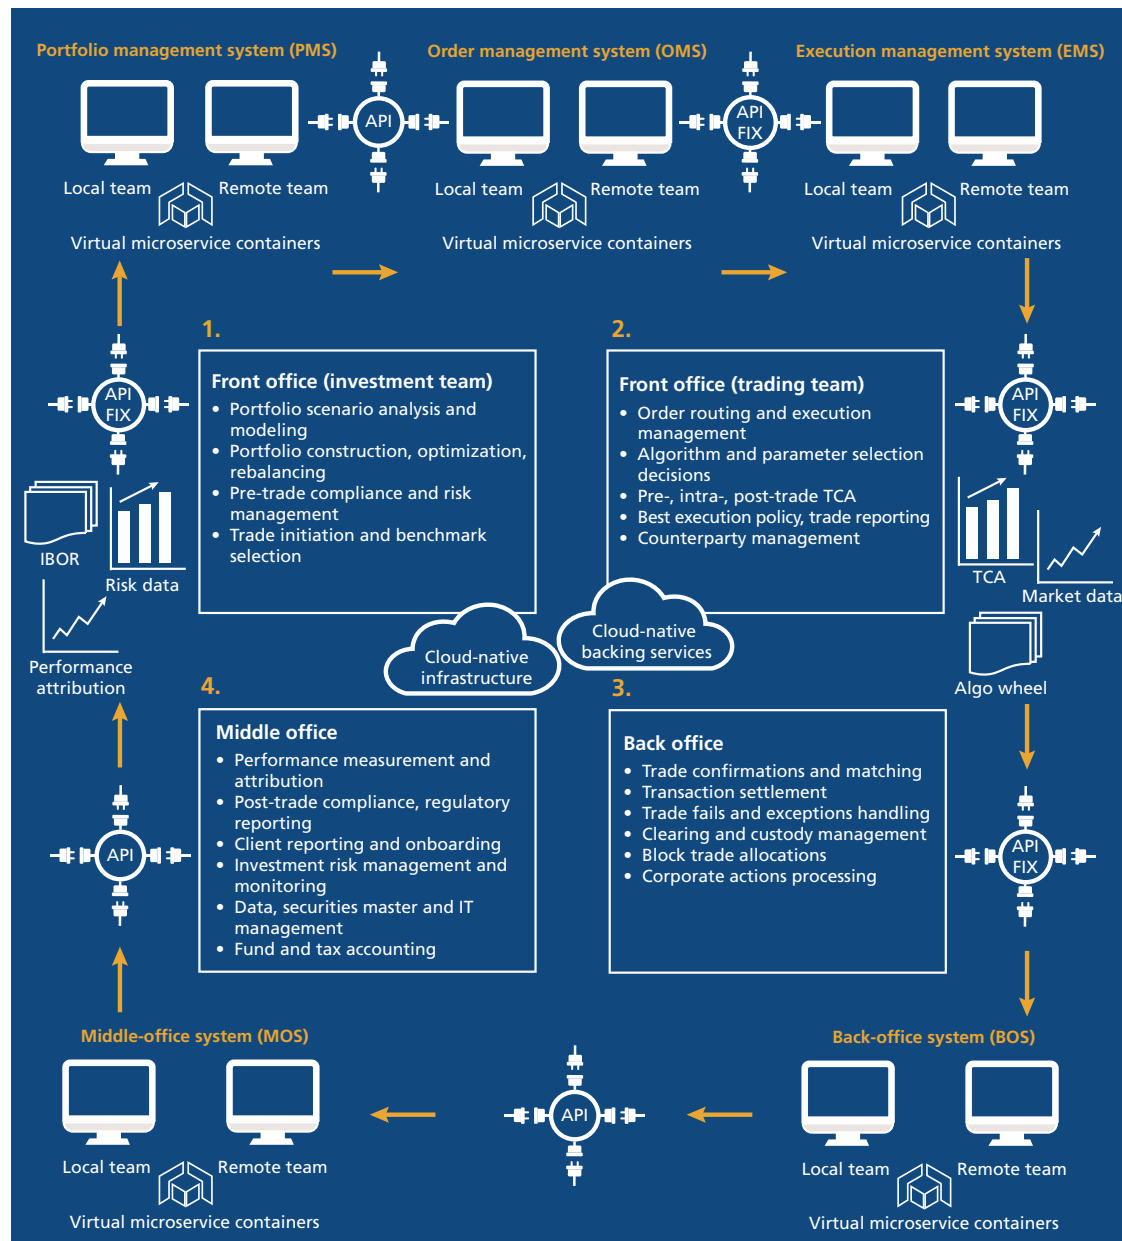 Portfolio management system (PMS)
Order management system (OMS)
Execution management system (EMS)
API
API
FIX
Local team
Remote team
Local team
Remote team
Local team
Remote team
Virtual microservice containers
Virtual microservice containers
Virtual microservice containers
1.
Front office (investment team)
• Portfolio scenario analysis and
modeling
• Portfolio construction, optimization,
rebalancing
• Pre-trade compliance and risk
management
• Trade initiation and benchmark
selection
2.
Front office (trading team)
• Order routing and execution
management
• Algorithm and parameter selection
decisions
• Pre-, intra-, post-trade TCA
• Best execution policy, trade reporting
• Counterparty management
API
FIX
IBOR
Risk data
Performance
attribution
API
FIX
TCA
Market data
Algo wheel
Cloud-native
infrastructure
Cloud-native
backing services
4.
Middle office
• Performance measurement and
attribution
• Post-trade compliance, regulatory
reporting
• Client reporting and onboarding
• Investment risk management and
monitoring
• Data, securities master and IT
management
• Fund and tax accounting
3.
Back office
• Trade confirmations and matching
• Transaction settlement
• Trade fails and exceptions handling
• Clearing and custody management
• Block trade allocations
• Corporate actions processing
API
API
FIX
Middle-office system (MOS)
Back-office system (BOS)
API
Local team
Remote team
Local team
Remote team
Virtual microservice containers
Virtual microservice containers